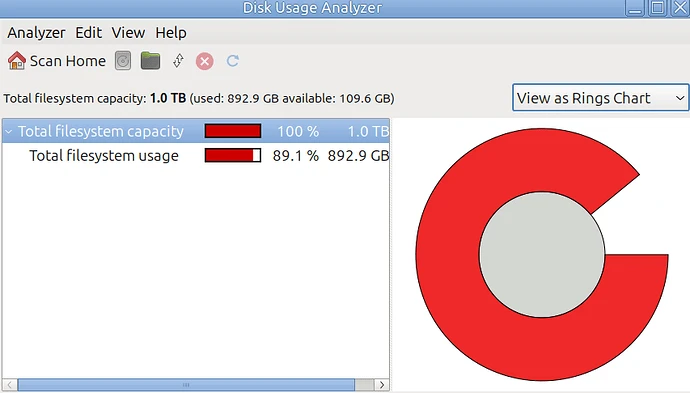 Disk Usage Analyzer
Analyzer Edit View Help
Scan Home
Total filesystem capacity: 1.0 TB (used: 892.9 GB available: 109.6 GB)
View as Rings Chart
Total filesystem capacity 100 % 1.0 TB
Total filesystem usage 89.1 % 892.9 GB